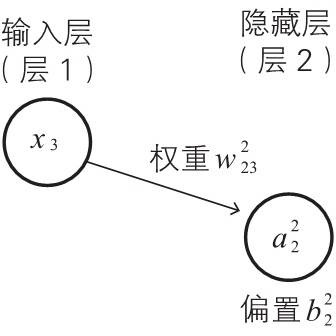 输入层
（层 1）
隐藏层
（层 2）
x₃
权重 w²₂₃
a²₂
偏置 b²₂